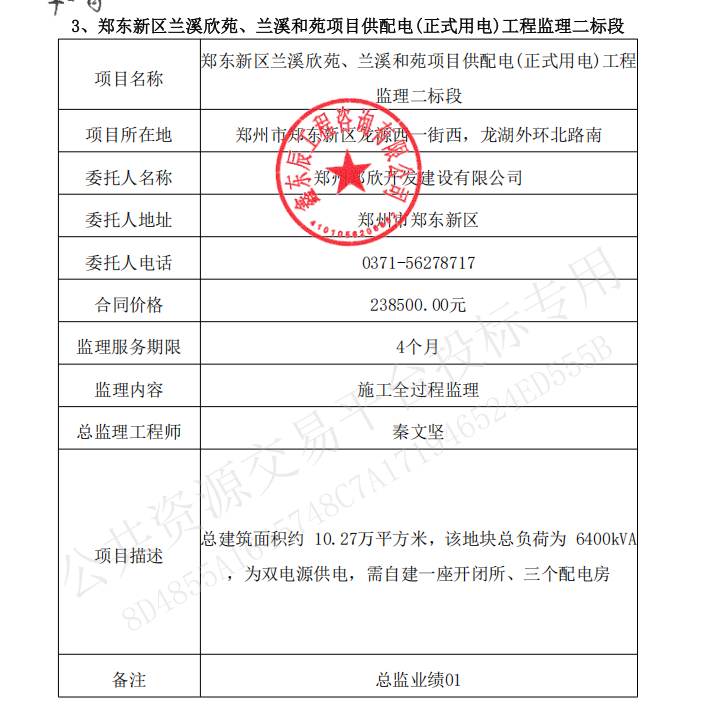 3、郑东新区兰溪欣苑、兰溪和苑项目供配电(正式用电)工程监理二标段
项目名称
郑东新区兰溪欣苑、兰溪和苑项目供配电(正式用电)工程
监理二标段
项目所在地
郑州市郑东新区龙源西一街西，龙湖外环北路南
委托人名称
郑州郑欣开发建设有限公司
委托人地址
郑州市郑东新区
委托人电话
0371-56278717
合同价格
238500.00元
监理服务期限
4个月
监理内容
施工全过程监理
总监理工程师
秦文坚
项目描述
总建筑面积约 10.27万平方米，该地块总负荷为 6400kVA
，为双电源供电，需自建一座开闭所、三个配电房
备注
总监业绩01
东辰工程咨询有限公司
公共资源交易平台投标专用